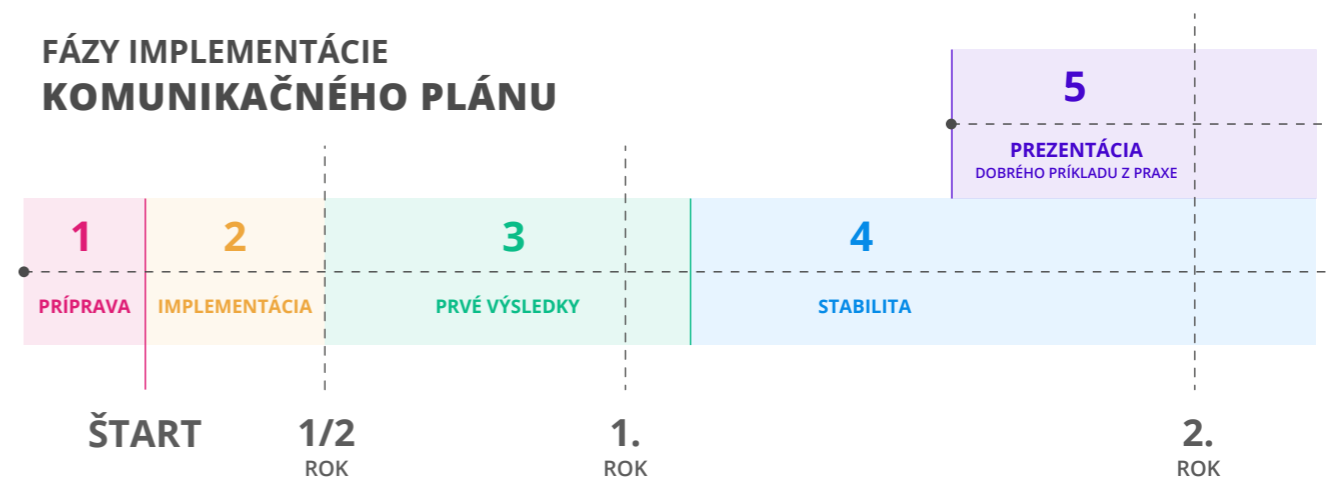 FÁZY IMPLEMENTÁCIE
KOMUNIKAČNÉHO PLÁNU
5
PREZENTÁCIA
DOBRÉHO PRÍKLADU Z PRAXE
1
PRÍPRAVA
2
IMPLEMENTÁCIA
3
PRVÉ VÝSLEDKY
4
STABILITA
ŠTART
1/2
ROK
1.
ROK
2.
ROK